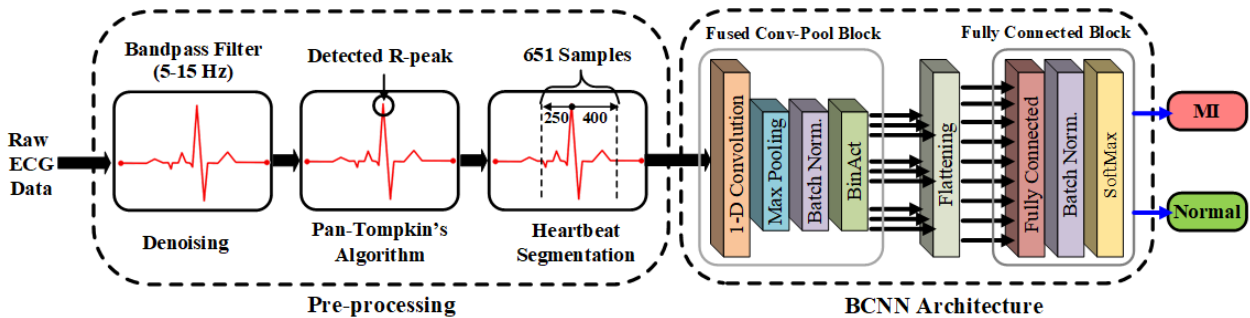 Raw
ECG
Data
Bandpass Filter
(5-15 Hz)
Denoising
Detected R-peak
Pan-Tompkin's
Algorithm
651 Samples
250
400
Heartbeat
Segmentation
Pre-processing
Fused Conv-Pool Block
1-D Convolution
Max Pooling
Batch Norm.
BinAct
Flattening
Fully Connected Block
Fully Connected
Batch Norm.
SoftMax
MI
Normal
BCNN Architecture